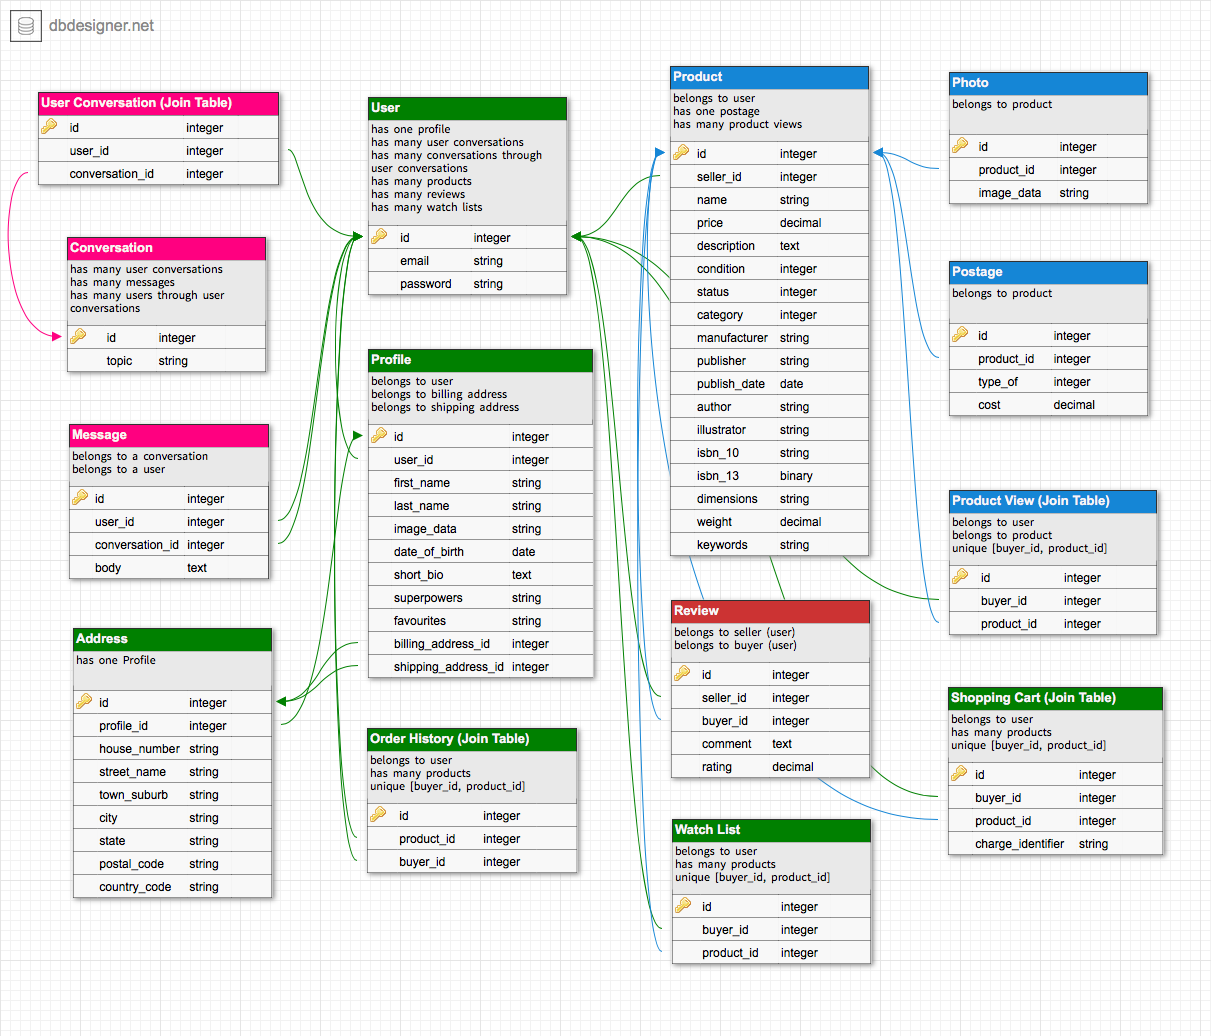 dbdesigner.net
User Conversation (Join Table)
id integer
user_id integer
conversation_id integer
Conversation
has many user conversations
has many messages
has many users through user
conversations
id integer
topic string
Message
belongs to a conversation
belongs to a user
id integer
user_id integer
conversation_id integer
body text
Address
has one Profile
id integer
profile_id integer
house_number string
street_name string
town_suburb string
city string
state string
postal_code string
country_code string
User
has one profile
has many user conversations
has many conversations through
user conversations
has many products
has many reviews
has many watch lists
id integer
email string
password string
Profile
belongs to user
belongs to billing address
belongs to shipping address
id integer
user_id integer
first_name string
last_name string
image_data string
date_of_birth date
short_bio text
superpowers string
favourites string
billing_address_id integer
shipping_address_id integer
Order History (Join Table)
belongs to user
has many products
unique [buyer_id, product_id]
id integer
product_id integer
buyer_id integer
Product
belongs to user
has one postage
has many product views
id integer
seller_id integer
name string
price decimal
description text
condition integer
status integer
category integer
manufacturer string
publisher string
publish_date date
author string
illustrator string
isbn_10 string
isbn_13 binary
dimensions string
weight decimal
keywords string
Review
belongs to seller (user)
belongs to buyer (user)
id integer
seller_id integer
buyer_id integer
comment text
rating decimal
Watch List
belongs to user
has many products
unique [buyer_id, product_id]
id integer
buyer_id integer
product_id integer
Photo
belongs to product
id integer
product_id integer
image_data string
Postage
belongs to product
id integer
product_id integer
type_of integer
cost decimal
Product View (Join Table)
belongs to user
belongs to product
unique [buyer_id, product_id]
id integer
buyer_id integer
product_id integer
Shopping Cart (Join Table)
belongs to user
has many products
unique [buyer_id, product_id]
id integer
buyer_id integer
product_id integer
charge_identifier string